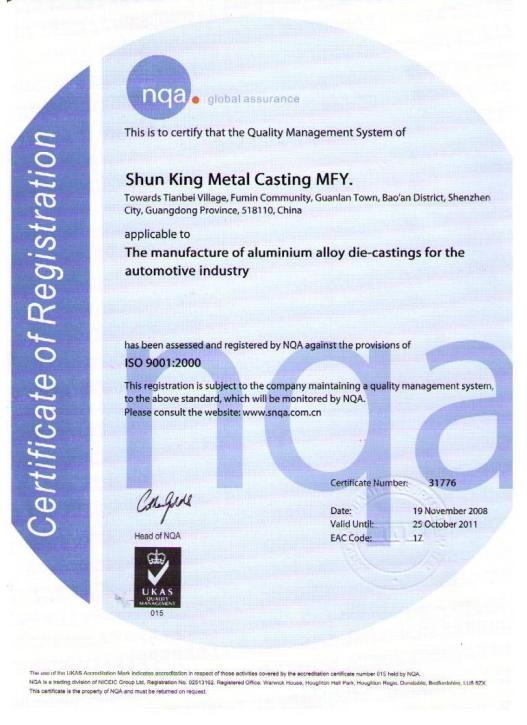 Certificate of Registration
nqa.
global assurance
This is to certify that the Quality Management System of
Shun King Metal Casting MFY.
Towards Tianbei Village, Fumin Community, Guanlan Town, Bao'an District, Shenzhen
City, Guangdong Province, 518110, China
applicable to
The manufacture of aluminium alloy die-castings for the
automotive industry
has been assessed and registered by NQA against the provisions of
ISO 9001:2000
This registration is subject to the company maintaining a quality management system,
to the above standard, which will be monitored by NQA.
Please consult the website: www.snqa.com.cn
nqa
Certificate Number: 31776
Date: 19 November 2008
Valid Until: 25 October 2011
EAC Code: 17
Head of NQA
UKAS
QUALITY
MANAGEMENT
015
The use of the UKAS Accreditation Mark indicates accreditation in respect of those activities covered by the accreditation certificate number 015 held by NQA.
NQA is a trading division of NICEIC Group Ltd. Registration No. 02513162. Registered Office. Warwick House, Houghton Hall Park, Houghton Regis, Dunstable, Bedfordshire, LU5 5ZX.
This certificate is the property of NQA and must be returned on request.